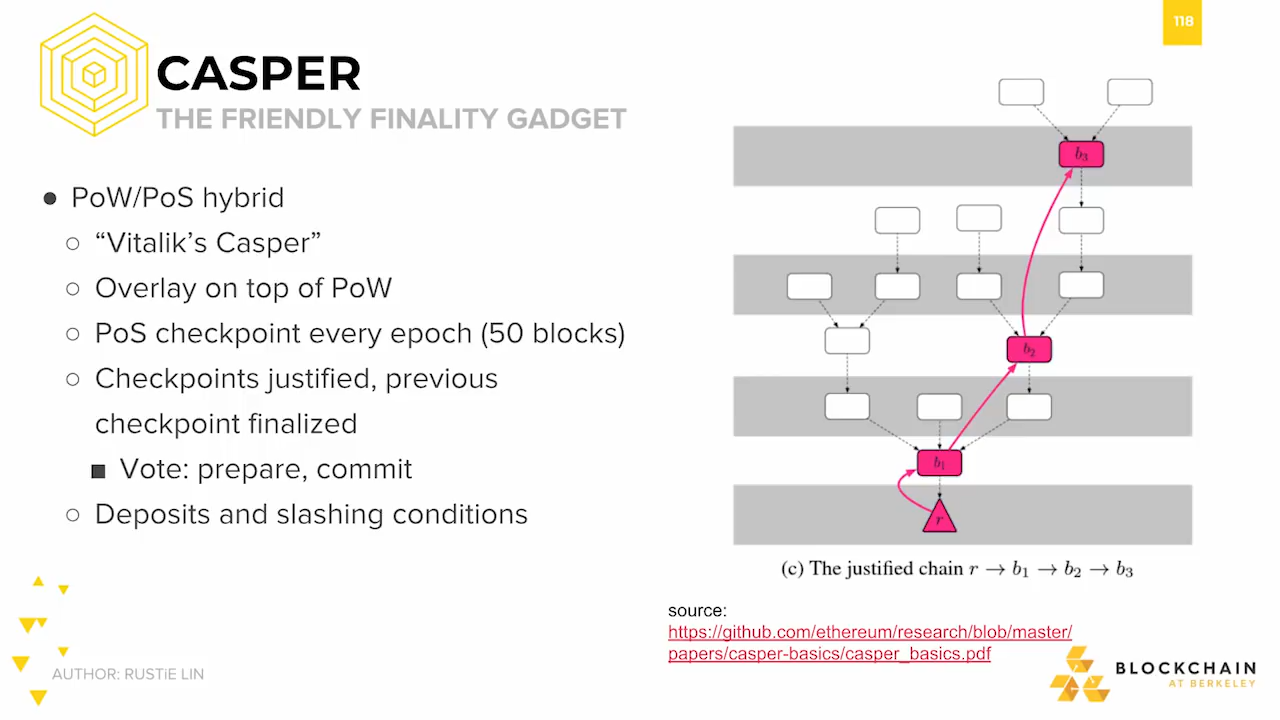 118
CASPER
THE FRIENDLY FINALITY GADGET
● PoW/PoS hybrid
○ “Vitalik’s Casper”
○ Overlay on top of PoW
○ PoS checkpoint every epoch (50 blocks)
○ Checkpoints justified, previous
checkpoint finalized
■ Vote: prepare, commit
○ Deposits and slashing conditions
b₃
b₂
b₁
r
(c) The justified chain r → b₁ → b₂ → b₃
source:
https://github.com/ethereum/research/blob/master/
papers/casper-basics/casper_basics.pdf
AUTHOR: RUSTiE LIN
BLOCKCHAIN
AT BERKELEY